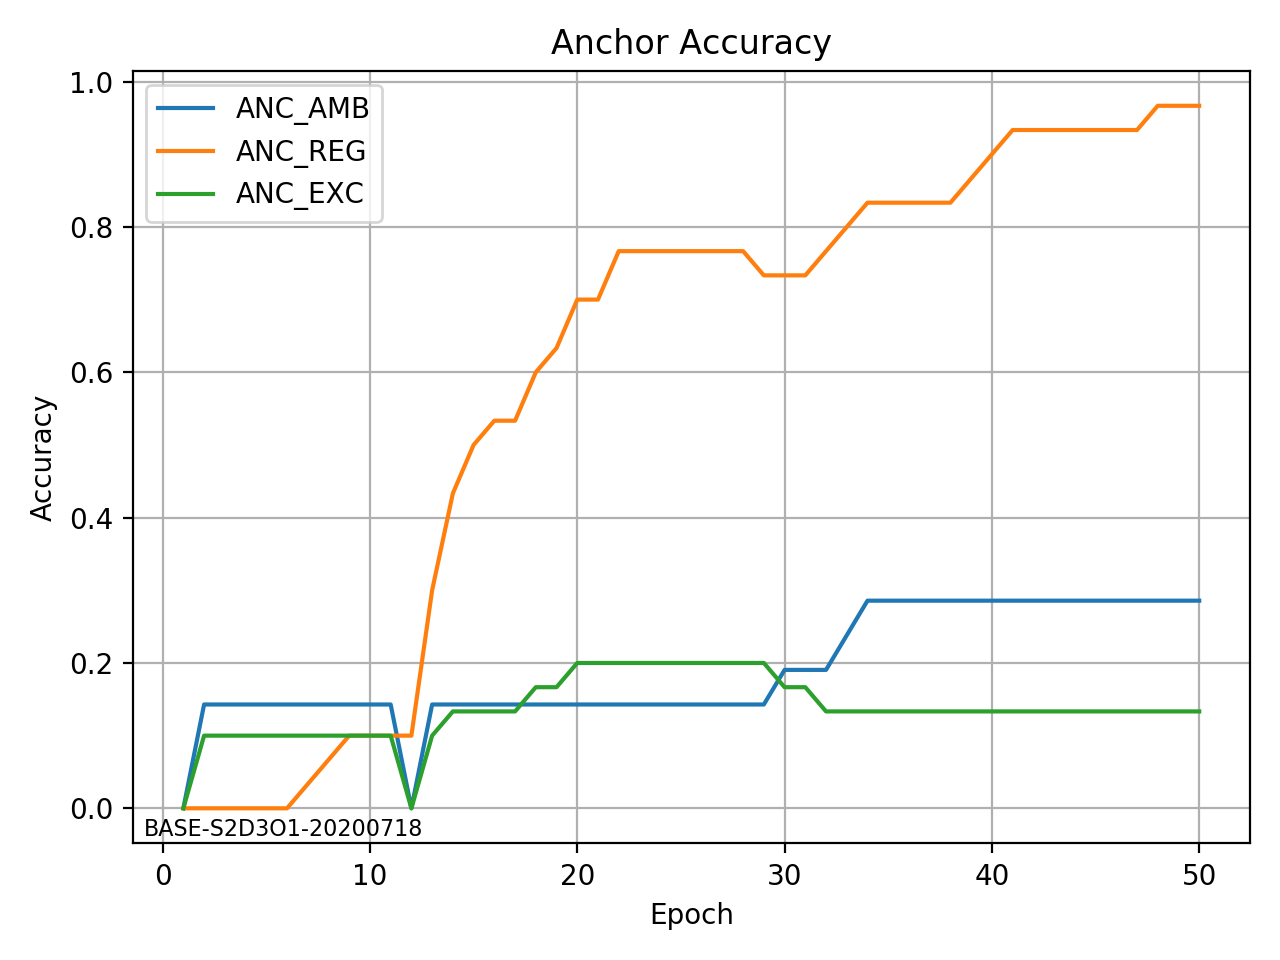 Anchor Accuracy
ANC_AMB
ANC_REG
ANC_EXC
Accuracy
1.0
0.8
0.6
0.4
0.2
0.0
BASE-S2D3O1-20200718
0 10 20 30 40 50
Epoch